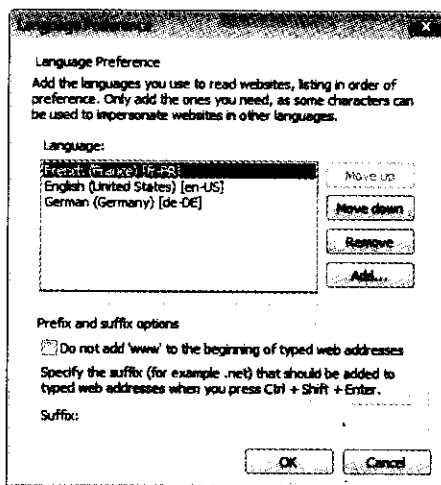 Language Preference
Language Preference
Add the languages you use to read websites, listing in order of
preference. Only add the ones you need, as some characters can
be used to impersonate websites in other languages.
Language:
French (France) [fr-FR]
English (United States) [en-US]
German (Germany) [de-DE]
Move up
Move down
Remove
Add...
Prefix and suffix options
Do not add 'www' to the beginning of typed web addresses
Specify the suffix (for example .net) that should be added to
typed web addresses when you press Ctrl + Shift + Enter.
Suffix:
OK
Cancel